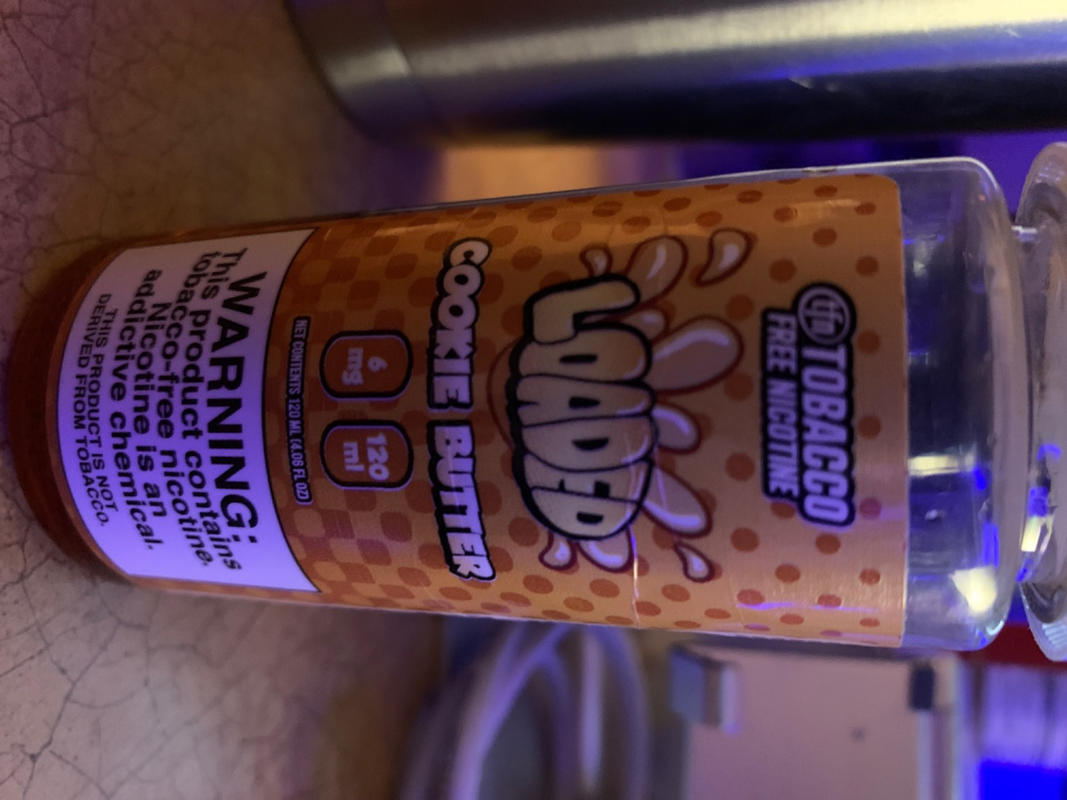 tfn TOBACCO
FREE NICOTINE
LOADED
COOKIE BUTTER
6
mg
120
ml
NET CONTENTS 120 ML (4.06 FL OZ)
WARNING:
This product contains
tobacco-free nicotine.
Nicotine is an
addictive chemical.
THIS PRODUCT IS NOT
DERIVED FROM TOBACCO.